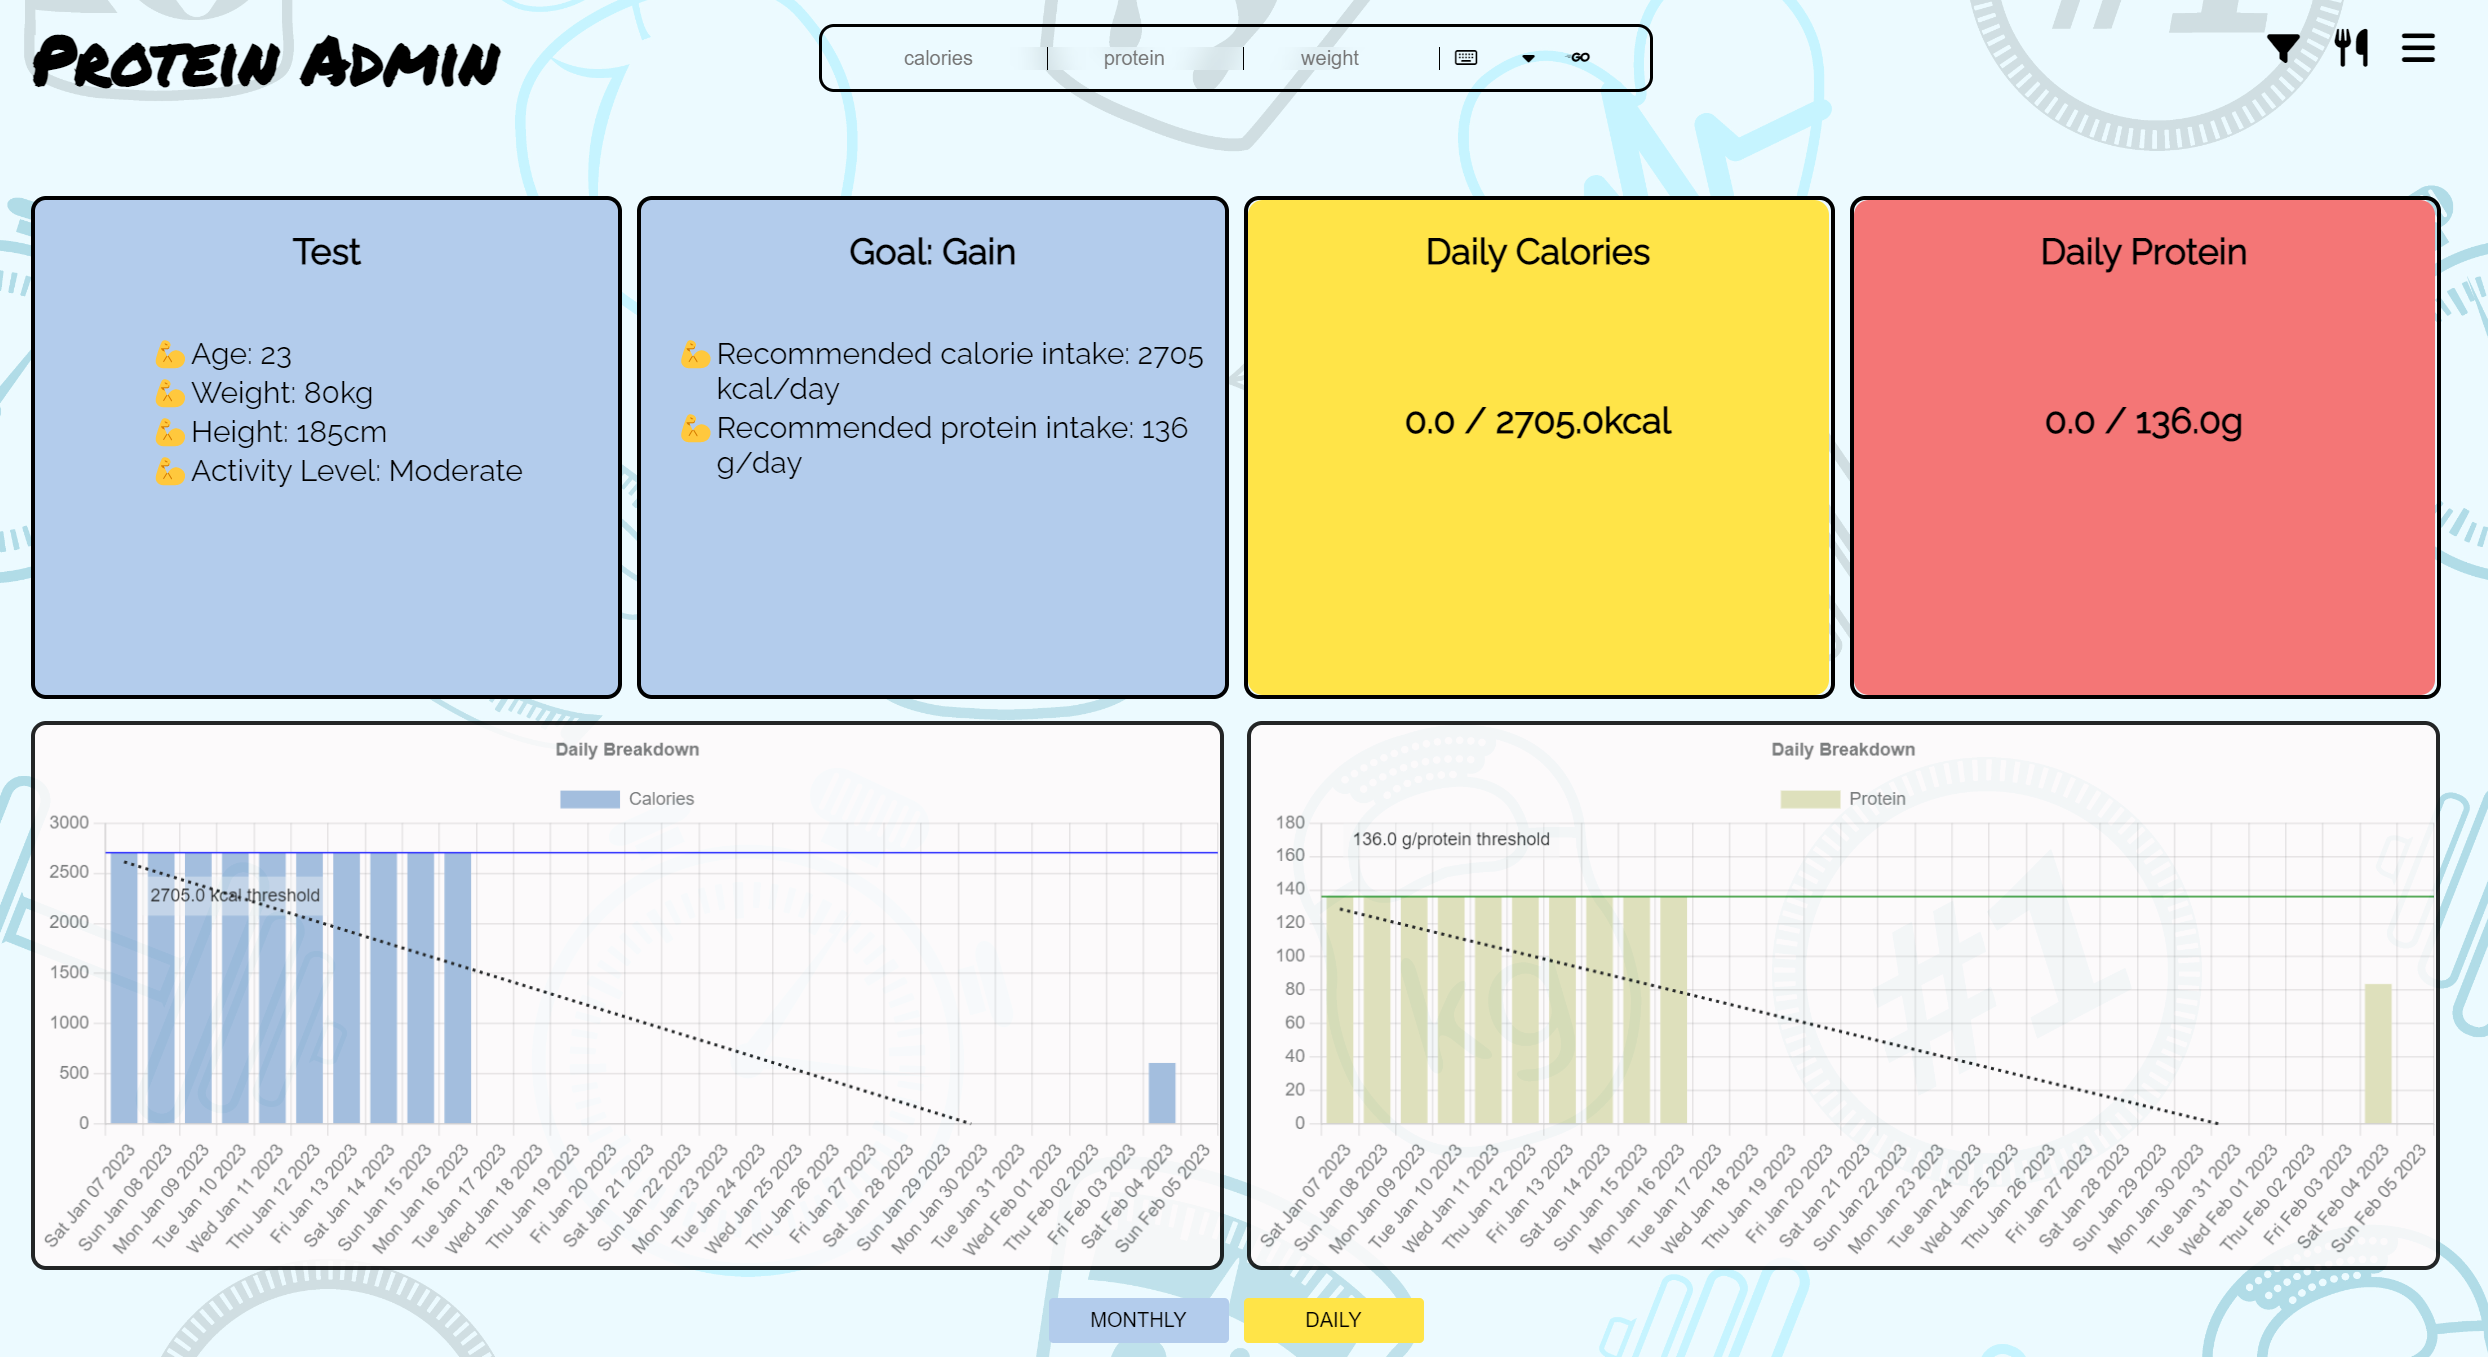 Protein Admin
calories protein weight GO
Test
Age: 23
Weight: 80kg
Height: 185cm
Activity Level: Moderate
Goal: Gain
Recommended calorie intake: 2705
kcal/day
Recommended protein intake: 136
g/day
Daily Calories
0.0 / 2705.0kcal
Daily Protein
0.0 / 136.0g
Daily Breakdown
Calories
3000
2500
2000
1500
1000
500
0
2705.0 kcal threshold
Sat Jan 07 2023
Sun Jan 08 2023
Mon Jan 09 2023
Tue Jan 10 2023
Wed Jan 11 2023
Thu Jan 12 2023
Fri Jan 13 2023
Sat Jan 14 2023
Sun Jan 15 2023
Mon Jan 16 2023
Tue Jan 17 2023
Wed Jan 18 2023
Thu Jan 19 2023
Fri Jan 20 2023
Sat Jan 21 2023
Sun Jan 22 2023
Mon Jan 23 2023
Tue Jan 24 2023
Wed Jan 25 2023
Thu Jan 26 2023
Fri Jan 27 2023
Sat Jan 28 2023
Sun Jan 29 2023
Mon Jan 30 2023
Tue Jan 31 2023
Wed Feb 01 2023
Thu Feb 02 2023
Fri Feb 03 2023
Sat Feb 04 2023
Sun Feb 05 2023
Daily Breakdown
Protein
180
160
140
120
100
80
60
40
20
0
136.0 g/protein threshold
kg
#1
Sat Jan 07 2023
Sun Jan 08 2023
Mon Jan 09 2023
Tue Jan 10 2023
Wed Jan 11 2023
Thu Jan 12 2023
Fri Jan 13 2023
Sat Jan 14 2023
Sun Jan 15 2023
Mon Jan 16 2023
Tue Jan 17 2023
Wed Jan 18 2023
Thu Jan 19 2023
Fri Jan 20 2023
Sat Jan 21 2023
Sun Jan 22 2023
Mon Jan 23 2023
Tue Jan 24 2023
Wed Jan 25 2023
Thu Jan 26 2023
Fri Jan 27 2023
Sat Jan 28 2023
Sun Jan 29 2023
Mon Jan 30 2023
Tue Jan 31 2023
Wed Feb 01 2023
Thu Feb 02 2023
Fri Feb 03 2023
Sat Feb 04 2023
Sun Feb 05 2023
MONTHLY
DAILY